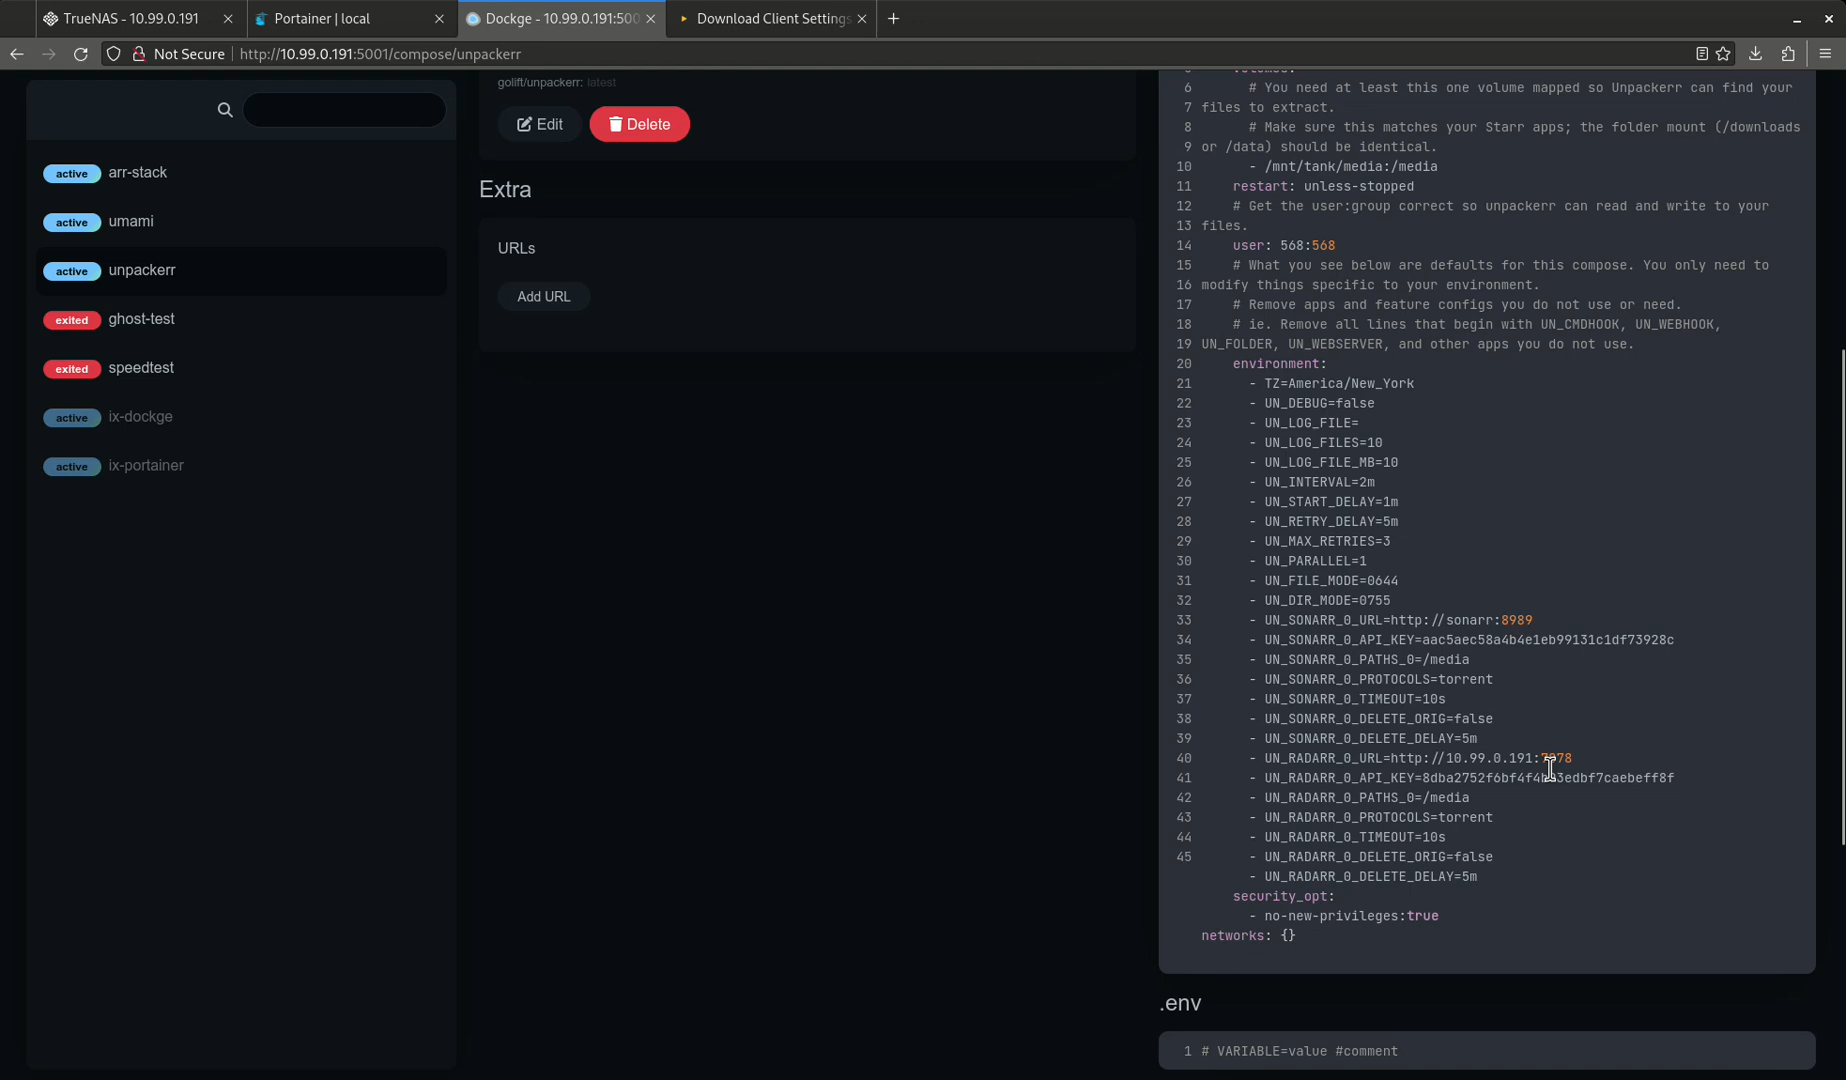 TrueNAS - 10.99.0.191
Portainer | local
Dockge - 10.99.0.191:500
Download Client Settings
Not Secure
http://10.99.0.191:5001/compose/unpackerr
active arr-stack
active umami
active unpackerr
exited ghost-test
exited speedtest
active ix-dockge
active ix-portainer
golift/unpackerr: latest
Edit
Delete
Extra
URLs
Add URL
6 # You need at least this one volume mapped so Unpackerr can find your
7 files to extract.
8 # Make sure this matches your Starr apps; the folder mount (/downloads
9 or /data) should be identical.
10 - /mnt/tank/media:/media
11 restart: unless-stopped
12 # Get the user:group correct so unpackerr can read and write to your
13 files.
14 user: 568:568
15 # What you see below are defaults for this compose. You only need to
16 modify things specific to your environment.
17 # Remove apps and feature configs you do not use or need.
18 # ie. Remove all lines that begin with UN_CMDHOOK, UN_WEBHOOK,
19 UN_FOLDER, UN_WEBSERVER, and other apps you do not use.
20 environment:
21 - TZ=America/New_York
22 - UN_DEBUG=false
23 - UN_LOG_FILE=
24 - UN_LOG_FILES=10
25 - UN_LOG_FILE_MB=10
26 - UN_INTERVAL=2m
27 - UN_START_DELAY=1m
28 - UN_RETRY_DELAY=5m
29 - UN_MAX_RETRIES=3
30 - UN_PARALLEL=1
31 - UN_FILE_MODE=0644
32 - UN_DIR_MODE=0755
33 - UN_SONARR_0_URL=http://sonarr:8989
34 - UN_SONARR_0_API_KEY=aac5aec58a4b4e1eb99131c1df73928c
35 - UN_SONARR_0_PATHS_0=/media
36 - UN_SONARR_0_PROTOCOLS=torrent
37 - UN_SONARR_0_TIMEOUT=10s
38 - UN_SONARR_0_DELETE_ORIG=false
39 - UN_SONARR_0_DELETE_DELAY=5m
40 - UN_RADARR_0_URL=http://10.99.0.191:7878
41 -
42 - UN_RADARR_0_PATHS_0=/media
43 - UN_RADARR_0_PROTOCOLS=torrent
44 - UN_RADARR_0_TIMEOUT=10s
45 - UN_RADARR_0_DELETE_ORIG=false
- UN_RADARR_0_DELETE_DELAY=5m
security_opt:
- no-new-privileges:true
networks: {}
.env
1 # VARIABLE=value #comment